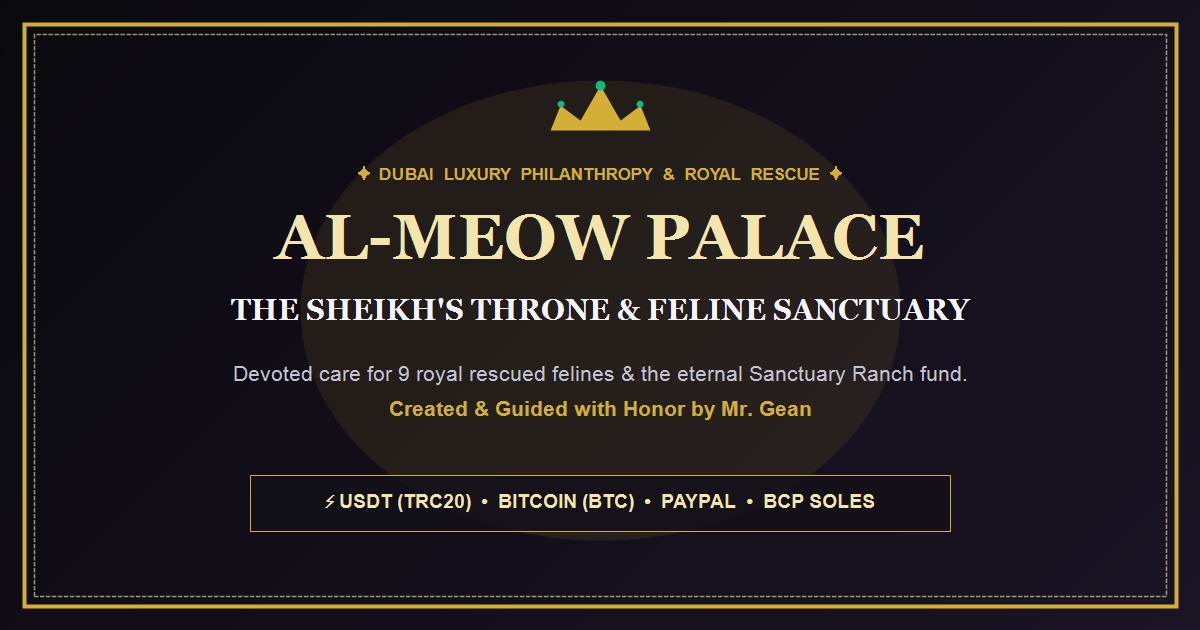 ✦ DUBAI LUXURY PHILANTHROPY & ROYAL RESCUE ✦
AL-MEOW PALACE
THE SHEIKH'S THRONE & FELINE SANCTUARY
Devoted care for 9 royal rescued felines & the eternal Sanctuary Ranch fund.
Created & Guided with Honor by Mr. Gean
⚡ USDT (TRC20) • BITCOIN (BTC) • PAYPAL • BCP SOLES